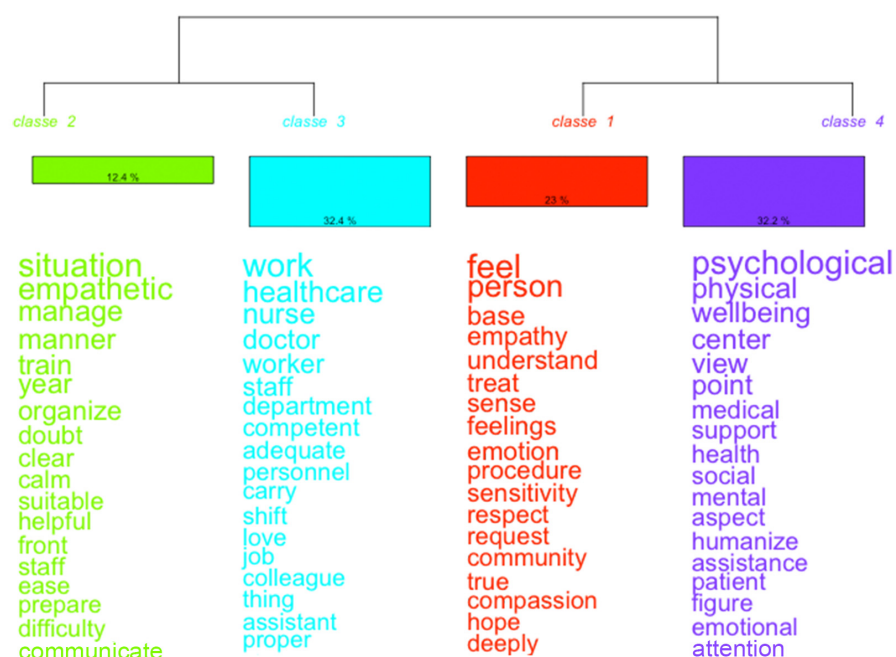 classe 2
classe 3
classe 1
classe 4
12.4 %
32.4 %
23 %
32.2 %
situation
empathetic
manage
manner
train
year
organize
doubt
clear
calm
suitable
helpful
front
staff
ease
prepare
difficulty
communicate
work
healthcare
nurse
doctor
worker
staff
department
competent
adequate
personnel
carry
shift
love
job
colleague
thing
assistant
proper
feel
person
base
empathy
understand
treat
sense
feelings
emotion
procedure
sensitivity
respect
request
community
true
compassion
hope
deeply
psychological
physical
wellbeing
center
view
point
medical
support
health
social
mental
aspect
humanize
assistance
patient
figure
emotional
attention